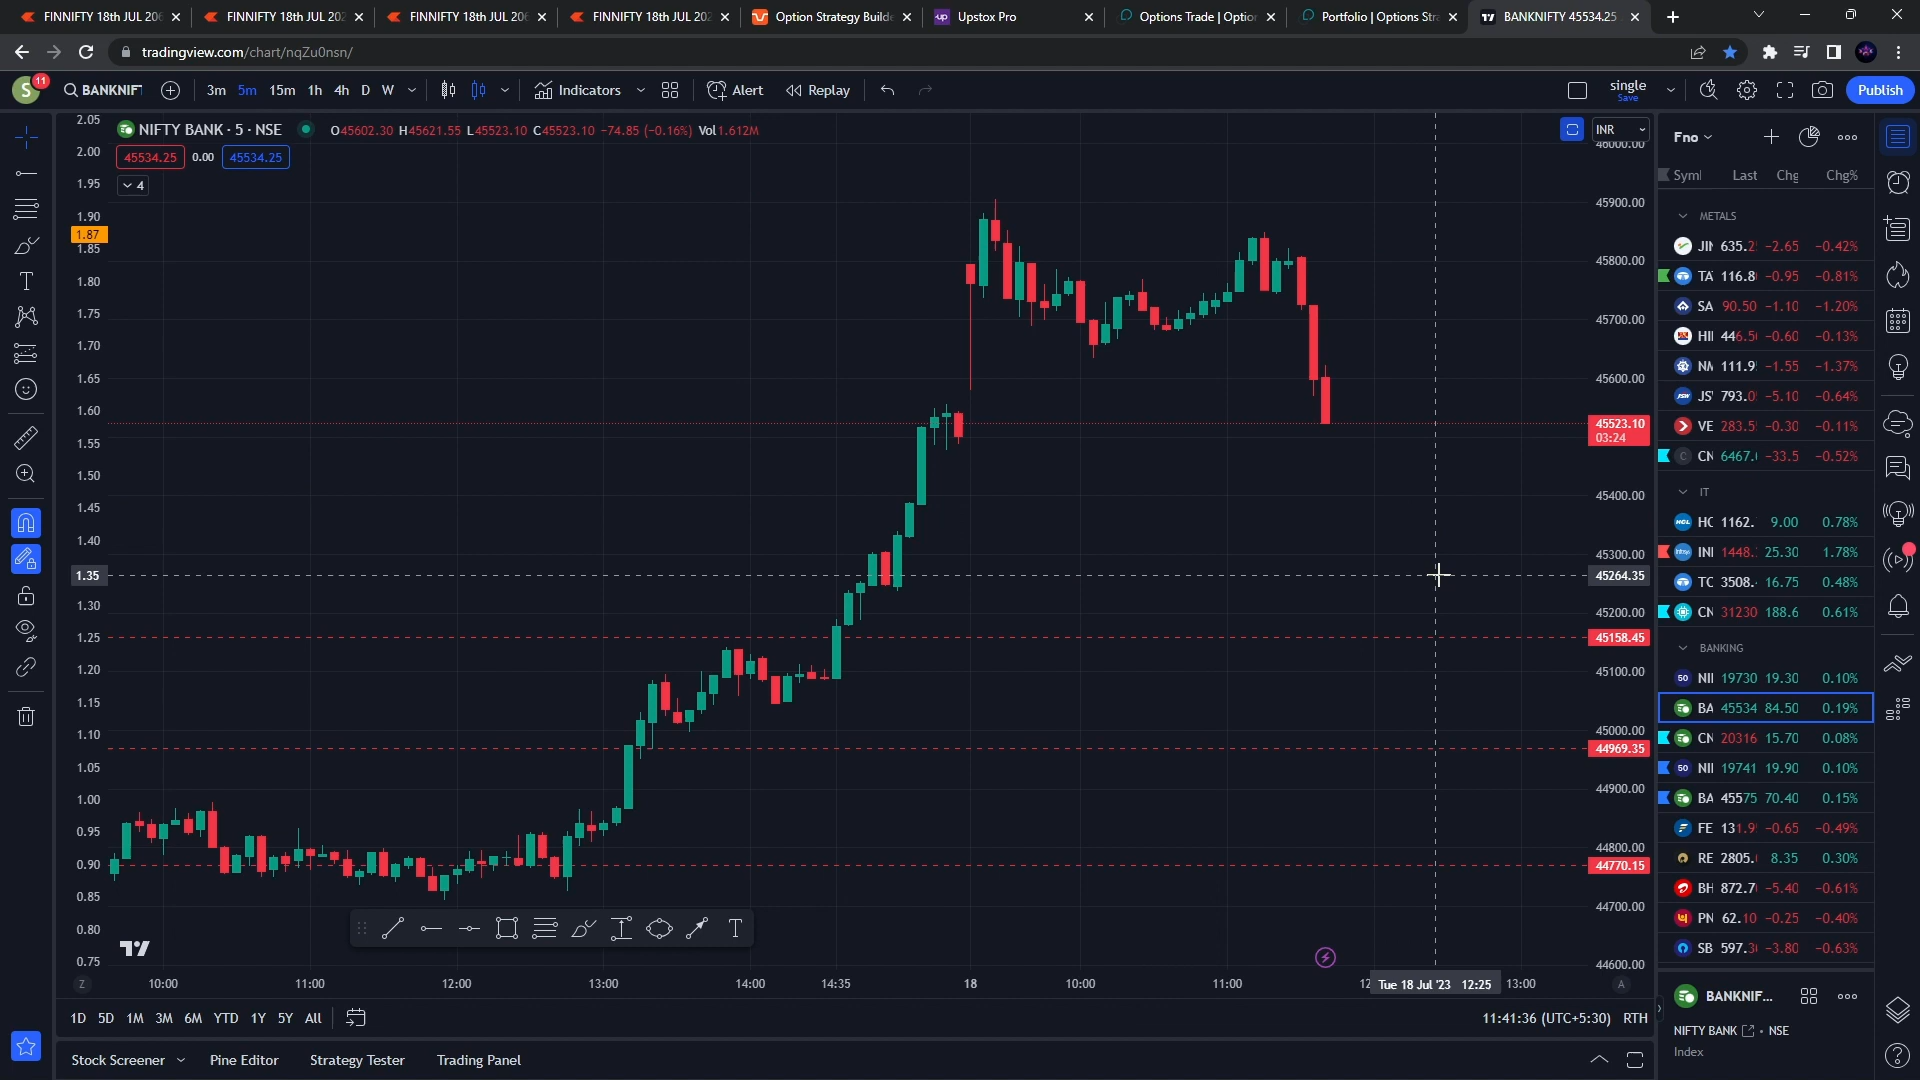 FINNIFTY 18th JUL 206 FINNIFTY 18th JUL 202 FINNIFTY 18th JUL 206 FINNIFTY 18th JUL 202 Option Strategy Builde Upstox Pro Options Trade | Option Portfolio | Options Stra BANKNIFTY 45534.25
tradingview.com/chart/nqZu0nsn/
S 11 BANKNIF 3m 5m 15m 1h 4h D W Indicators Alert Replay single Save Publish
NIFTY BANK · 5 · NSE O45602.30 H45621.55 L45523.10 C45523.10 −74.85 (−0.16%) Vol1.612M
45534.25 0.00 45534.25
4
INR
2.05
2.00
1.95
1.90
1.87
1.85
1.80
1.75
1.70
1.65
1.60
1.55
1.50
1.45
1.40
1.35
1.30
1.25
1.20
1.15
1.10
1.05
1.00
0.95
0.90
0.85
0.80
0.75
46000.00
45900.00
45800.00
45700.00
45600.00
45523.10
03:24
45400.00
45300.00
45264.35
45200.00
45158.45
45100.00
45000.00
44969.35
44900.00
44800.00
44770.15
44700.00
44600.00
Z 10:00 11:00 12:00 13:00 14:00 14:35 18 10:00 11:00 12 Tue 18 Jul '23 12:25 13:00 A
1D 5D 1M 3M 6M YTD 1Y 5Y All 11:41:36 (UTC+5:30) RTH
Stock Screener Pine Editor Strategy Tester Trading Panel
Fno
Symb Last Chg Chg%
METALS
JIN 635.2 −2.65 −0.42%
TA 116.8 −0.95 −0.81%
SA 90.50 −1.10 −1.20%
HI 446.5 −0.60 −0.13%
NM 111.9 −1.55 −1.37%
JSW JS 793.0 −5.10 −0.64%
VE 283.5 −0.30 −0.11%
C CN 6467. −33.5 −0.52%
IT
HCL HC 1162. 9.00 0.78%
INF 1448. 25.30 1.78%
TC 3508. 16.75 0.48%
CN 31230 188.6 0.61%
BANKING
50 NI 19730 19.30 0.10%
BA 45534 84.50 0.19%
CN 20316 15.70 0.08%
50 NI 19741 19.90 0.10%
BA 45575 70.40 0.15%
FE 131.9 −0.65 −0.49%
RE 2805. 8.35 0.30%
BH 872.7 −5.40 −0.61%
PN 62.10 −0.25 −0.40%
SB 597.3 −3.80 −0.63%
BANKNIF...
NIFTY BANK • NSE
Index